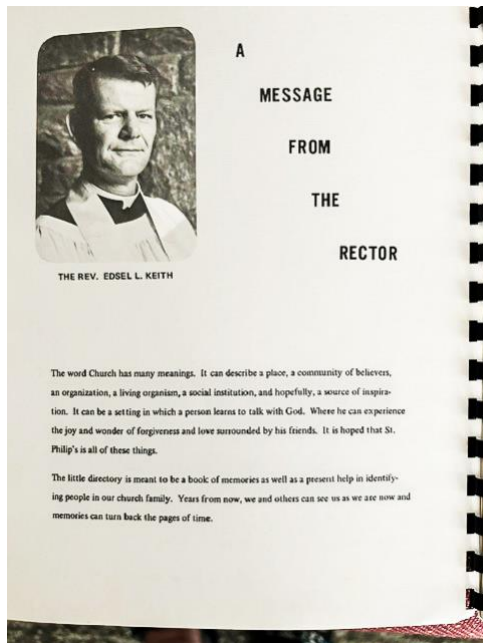 A
MESSAGE
FROM
THE
RECTOR
THE REV. EDSEL L. KEITH
The word Church has many meanings. It can describe a place, a community of believers,
an organization, a living organism, a social institution, and hopefully, a source of inspira-
tion. It can be a setting in which a person learns to talk with God. Where he can experience
the joy and wonder of forgiveness and love surrounded by his friends. It is hoped that St.
Philip's is all of these things.
The little directory is meant to be a book of memories as well as a present help in identify-
ing people in our church family. Years from now, we and others can see us as we are now and
memories can turn back the pages of time.